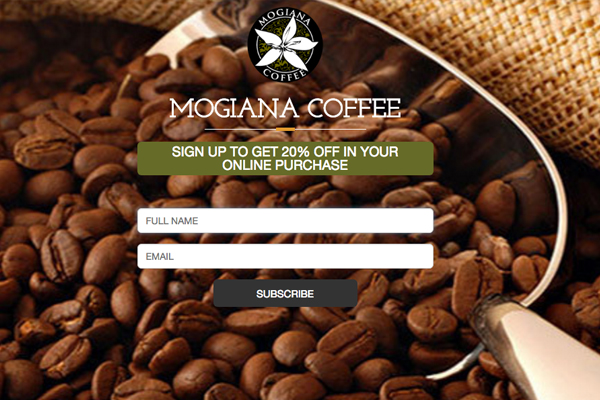 MOGIANA
COFFEE
MOGIANA COFFEE
SIGN UP TO GET 20% OFF IN YOUR
ONLINE PURCHASE
FULL NAME
EMAIL
SUBSCRIBE